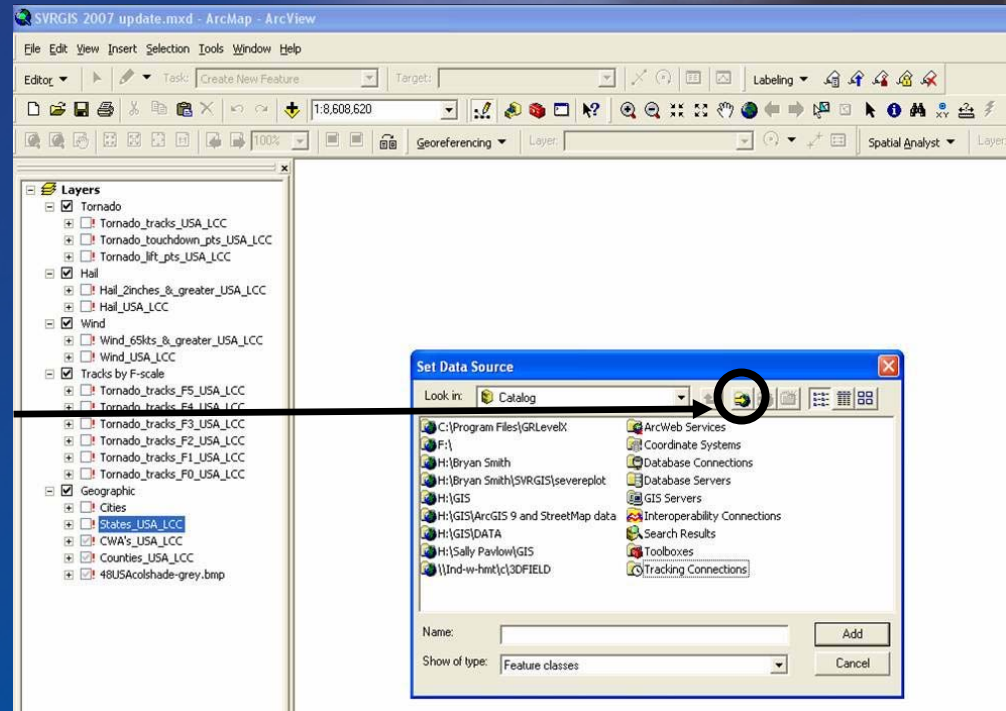 SVRGIS 2007 update.mxd - ArcMap - ArcView
File Edit View Insert Selection Tools Window Help
Editor Task: Create New Feature Target: Labeling
1:8,608,620
100% Georeferencing Layer: Spatial Analyst Layer:
Layers
Tornado
Tornado_tracks_USA_LCC
Tornado_touchdown_pts_USA_LCC
Tornado_lift_pts_USA_LCC
Hail
Hail_2inches_&_greater_USA_LCC
Hail_USA_LCC
Wind
Wind_65kts_&_greater_USA_LCC
Wind_USA_LCC
Tracks by F-scale
Tornado_tracks_F5_USA_LCC
Tornado_tracks_F4_USA_LCC
Tornado_tracks_F3_USA_LCC
Tornado_tracks_F2_USA_LCC
Tornado_tracks_F1_USA_LCC
Tornado_tracks_F0_USA_LCC
Geographic
Cities
States_USA_LCC
CWA's_USA_LCC
Counties_USA_LCC
48USAcolshade-grey.bmp
Set Data Source
Look in: Catalog
C:\Program Files\GRLevelX
F:\
H:\Bryan Smith
H:\Bryan Smith\SVRGIS\severeplot
H:\GIS
H:\GIS\ArcGIS 9 and StreetMap data
H:\GIS\DATA
H:\Sally Pavlow\GIS
\\Ind-w-hmt\c\3DFIELD
ArcWeb Services
Coordinate Systems
Database Connections
Database Servers
GIS Servers
Interoperability Connections
Search Results
Toolboxes
Tracking Connections
Name:
Add
Show of type: Feature classes
Cancel